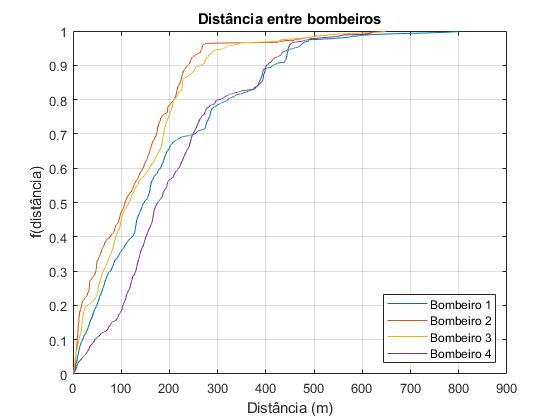 Distância entre bombeiros
f(distância)
1
0.9
0.8
0.7
0.6
0.5
0.4
0.3
0.2
0.1
0
0 100 200 300 400 500 600 700 800 900
Distância (m)
Bombeiro 1
Bombeiro 2
Bombeiro 3
Bombeiro 4